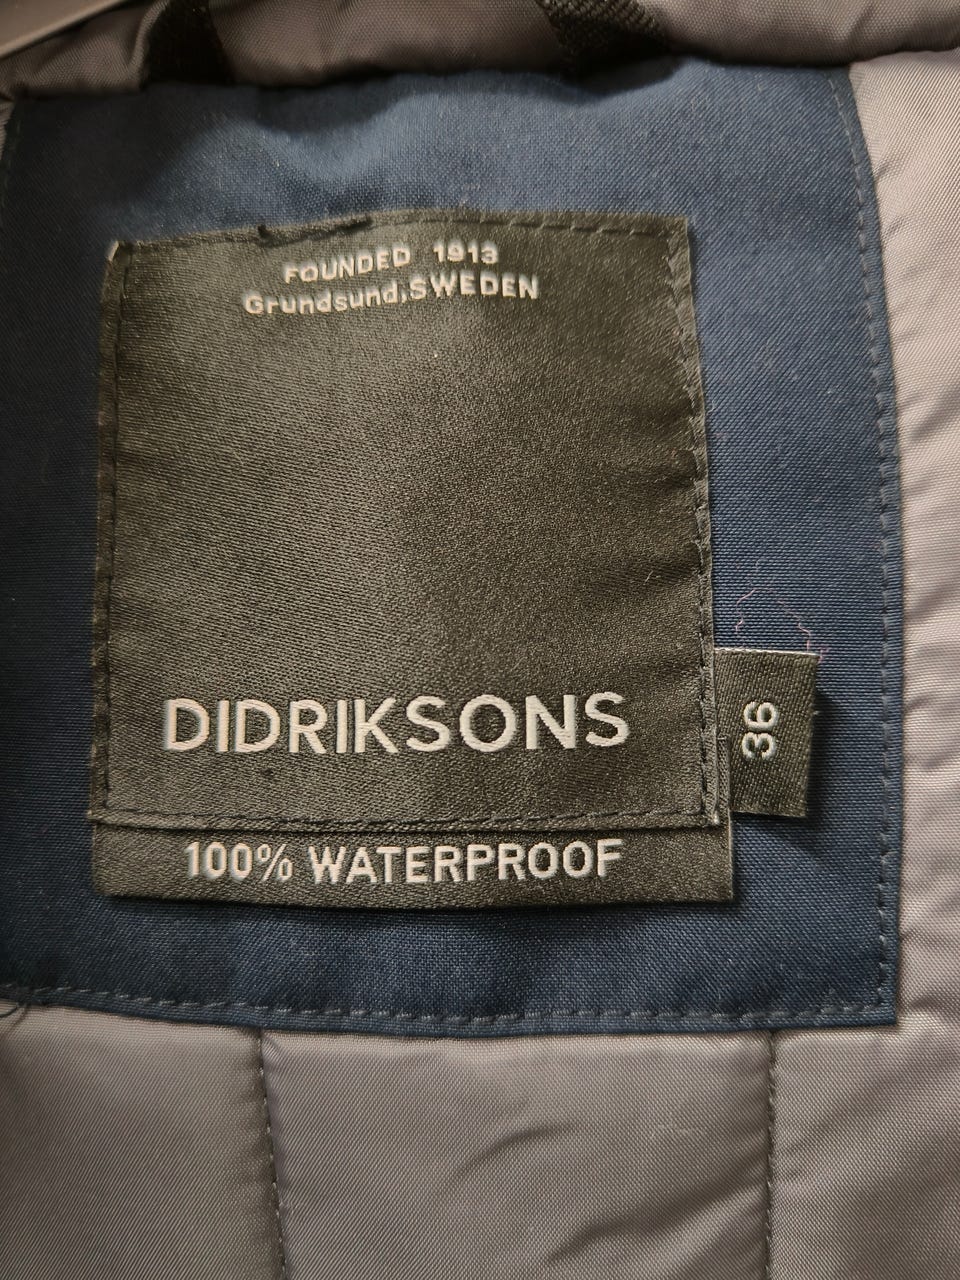 FOUNDED 1913
Grundsund,SWEDEN
DIDRIKSONS
36
100% WATERPROOF